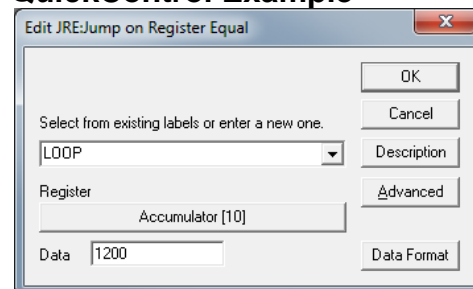 QuickControl Example
Edit JRE:Jump on Register Equal
OK
Select from existing labels or enter a new one.
Cancel
LOOP
Description
Register
Advanced
Accumulator [10]
Data
1200
Data Format